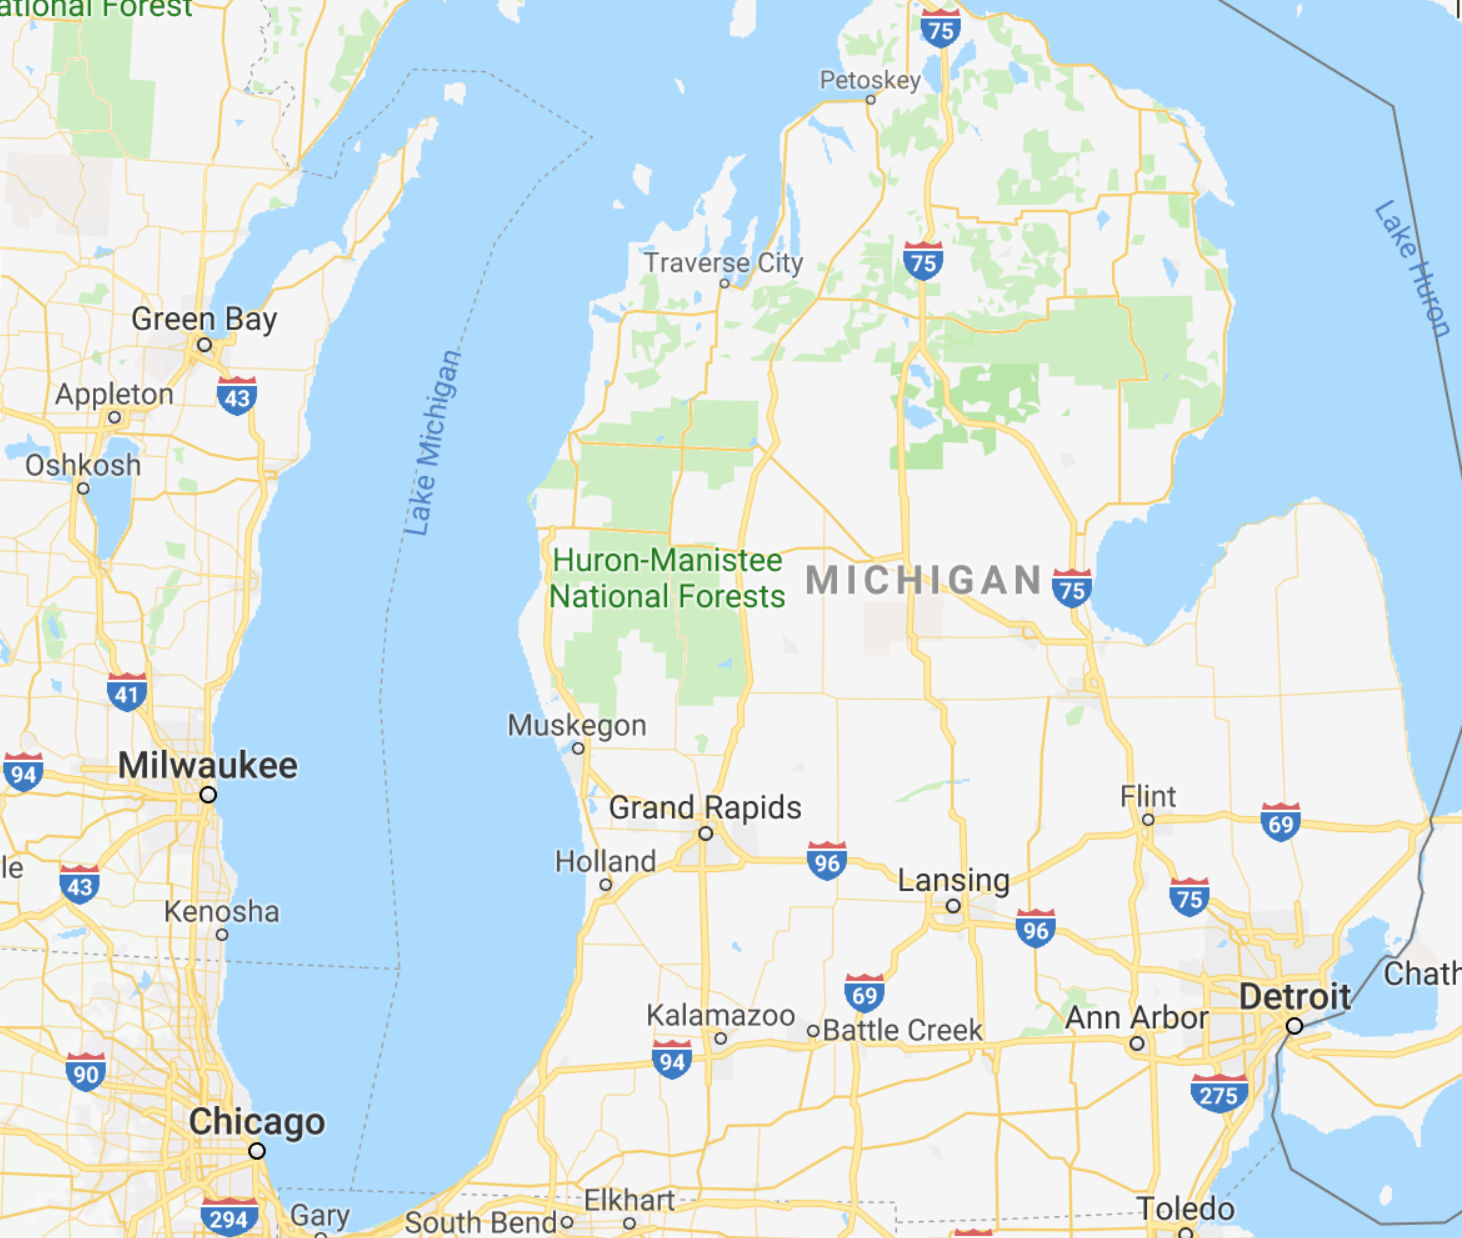 ational Forest
75
Petoskey
Lake Huron
75
Traverse City
Green Bay
Lake Michigan
43
Appleton
Oshkosh
Huron-Manistee
National Forests
MICHIGAN
75
41
Muskegon
Milwaukee
94
Grand Rapids
Flint
69
le
43
Holland
96
Lansing
75
Kenosha
96
Chath
69
Detroit
Kalamazoo
Battle Creek
Ann Arbor
94
90
275
Chicago
294
Gary
South Bend
Elkhart
Toledo